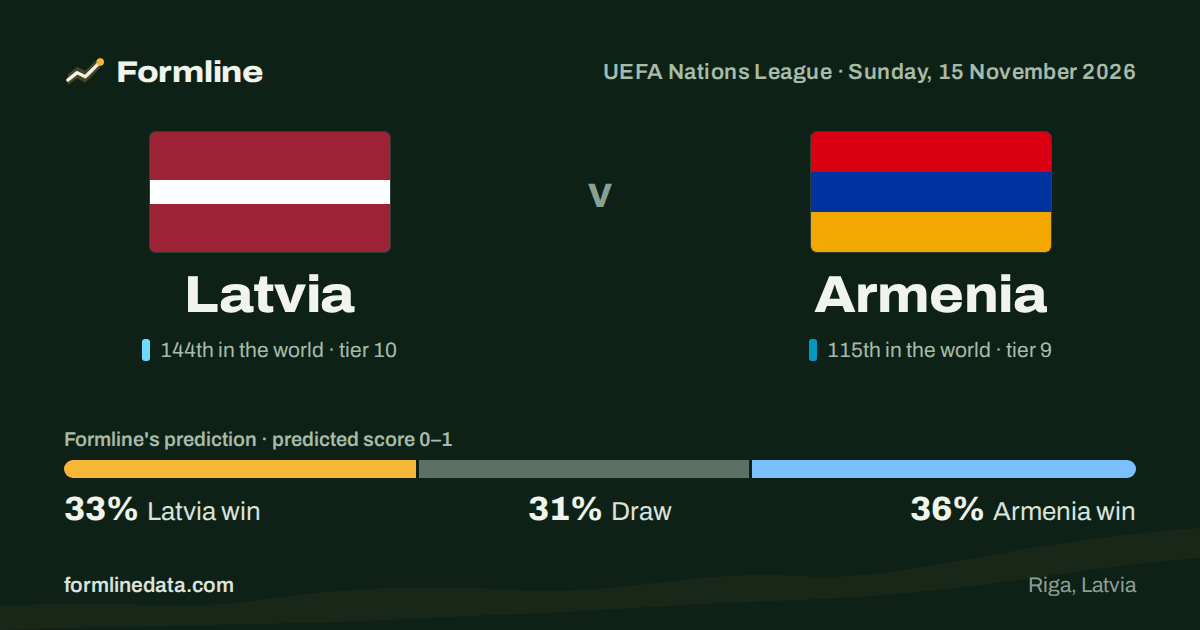 Formline
UEFA Nations League · Sunday, 15 November 2026
v
Latvia
Armenia
144th in the world · tier 10
115th in the world · tier 9
Formline's prediction · predicted score 0–1
33% Latvia win
31% Draw
36% Armenia win
formlinedata.com
Riga, Latvia